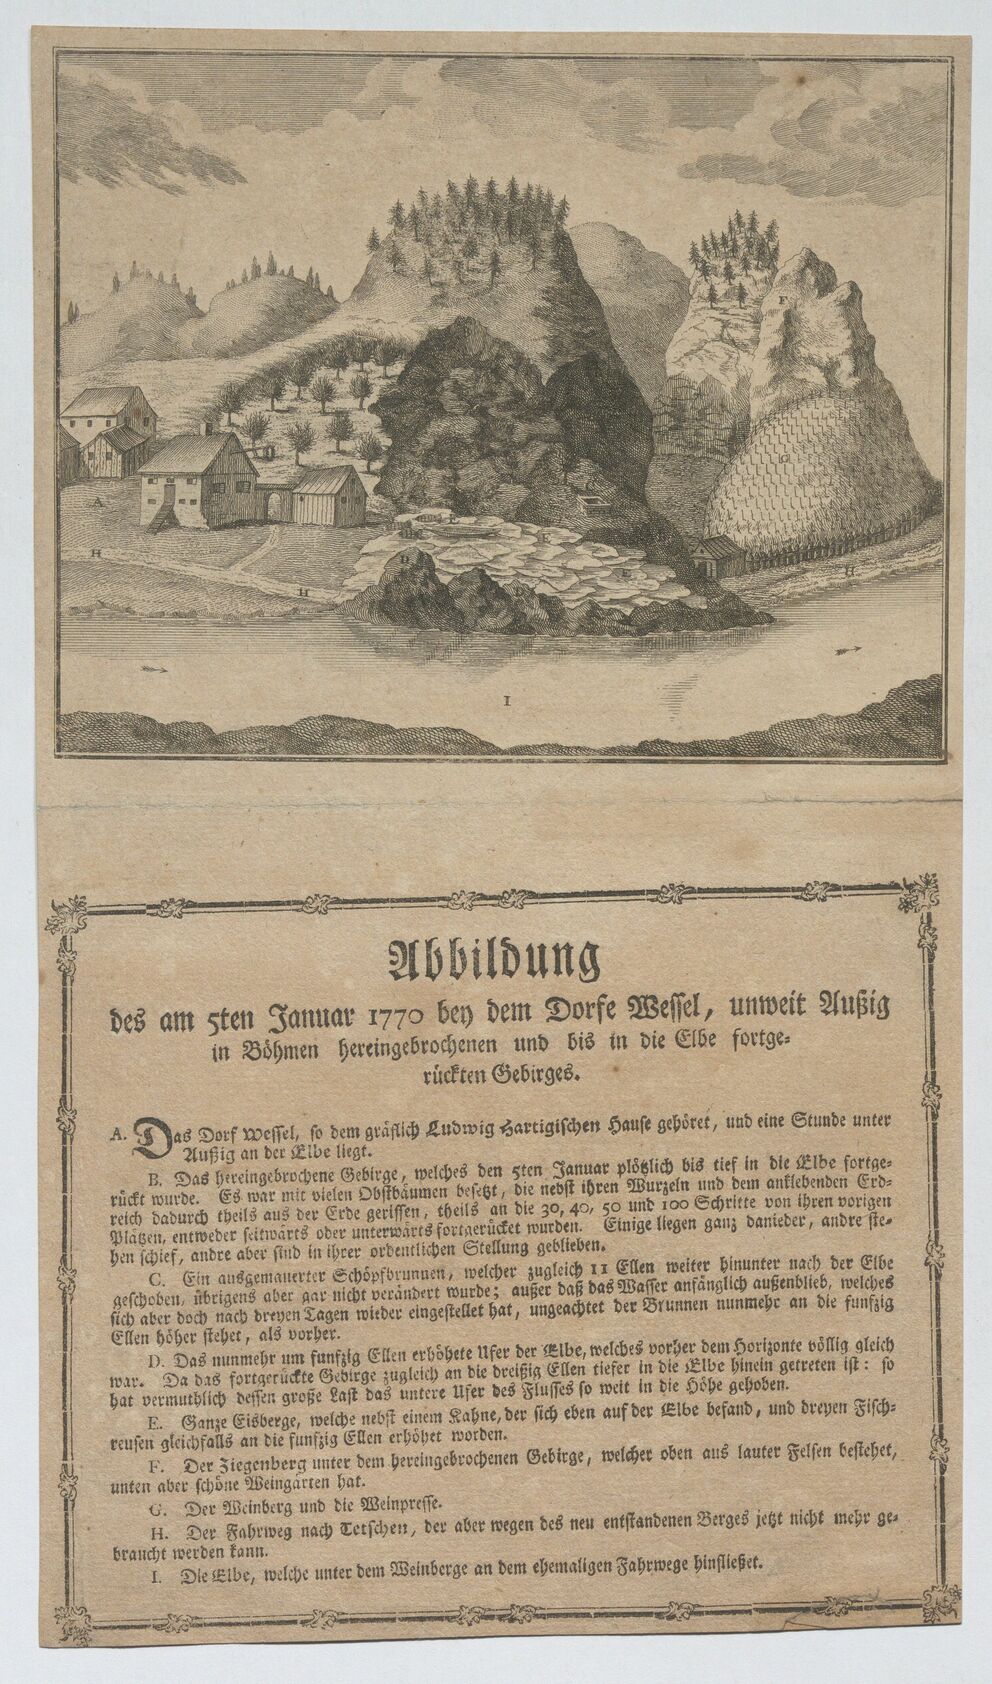 F
G
A
H
H
H
E
E
E
D
D
I
Abbildung
des am 5ten Januar 1770 bey dem Dorfe Wessel, unweit Außig
in Böhmen hereingebrochenen und bis in die Elbe fortge-
rückten Gebirges.
A. Das Dorf Wessel, so dem gräflich Ludwig Hartigischen Hause gehöret, und eine Stunde unter
Außig an der Elbe liegt.
B. Das hereingebrochene Gebirge, welches den 5ten Januar plötzlich bis tief in die Elbe fortge-
rückt wurde. Es war mit vielen Obstbäumen besetzt, die nebst ihren Wurzeln und dem anklebenden Erd-
reich dadurch theils aus der Erde gerissen, theils an die 30, 40, 50 und 100 Schritte von ihren vorigen
Plätzen, entweder seitwärts oder unterwärts fortgerücket wurden. Einige liegen ganz danieder, andre ste-
hen schief, andre aber sind in ihrer ordentlichen Stellung geblieben.
C. Ein ausgemauerter Schöpfbrunnen, welcher zugleich 11 Ellen weiter hinunter nach der Elbe
geschoben, übrigens aber gar nicht verändert wurde; außer daß das Wasser anfänglich außenblieb, welches
sich aber doch nach dreyen Tagen wieder eingestellet hat, ungeachtet der Brunnen nunmehr an die funfzig
Ellen höher stehet, als vorher.
D. Das nunmehr um funfzig Ellen erhöhete Ufer der Elbe, welches vorher dem Horizonte völlig gleich
war. Da das fortgerückte Gebirge zugleich an die dreißig Ellen tiefer in die Elbe hinein getreten ist: so
hat vermuthlich dessen große Last das untere Ufer des Flusses so weit in die Höhe gehoben.
E. Ganze Eisberge, welche nebst einem Kahne, der sich eben auf der Elbe befand, und dreyen Fisch-
reusen gleichfalls an die funfzig Ellen erhöhet worden.
F. Der Ziegenberg unter dem hereingebrochenen Gebirge, welcher oben aus lauter Felsen bestehet,
unten aber schöne Weingärten hat.
G. Der Weinberg und die Weinpresse.
H. Der Fahrweg nach Tetschen, der aber wegen des neu entstandenen Berges jetzt nicht mehr ge-
braucht werden kann.
I. Die Elbe, welche unter dem Weinberge an dem ehemaligen Fahrwege hinfließet.